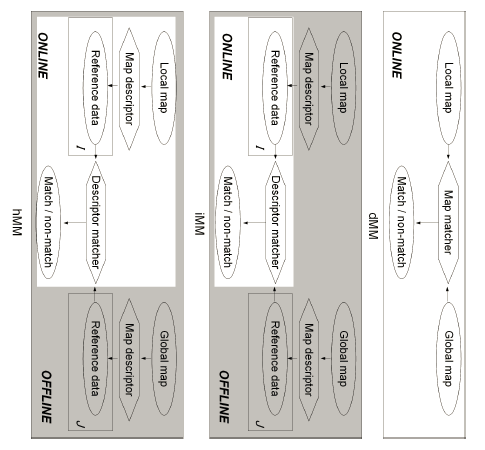 Local map
Map matcher
Global map
Match / non-match
ONLINE
dMM
Local map
Global map
Map descriptor
Map descriptor
Reference data
I
Descriptor matcher
Reference data
J
Match / non-match
ONLINE
OFFLINE
iMM
Local map
Global map
Map descriptor
Map descriptor
Reference data
I
Descriptor matcher
Reference data
J
Match / non-match
ONLINE
OFFLINE
hMM